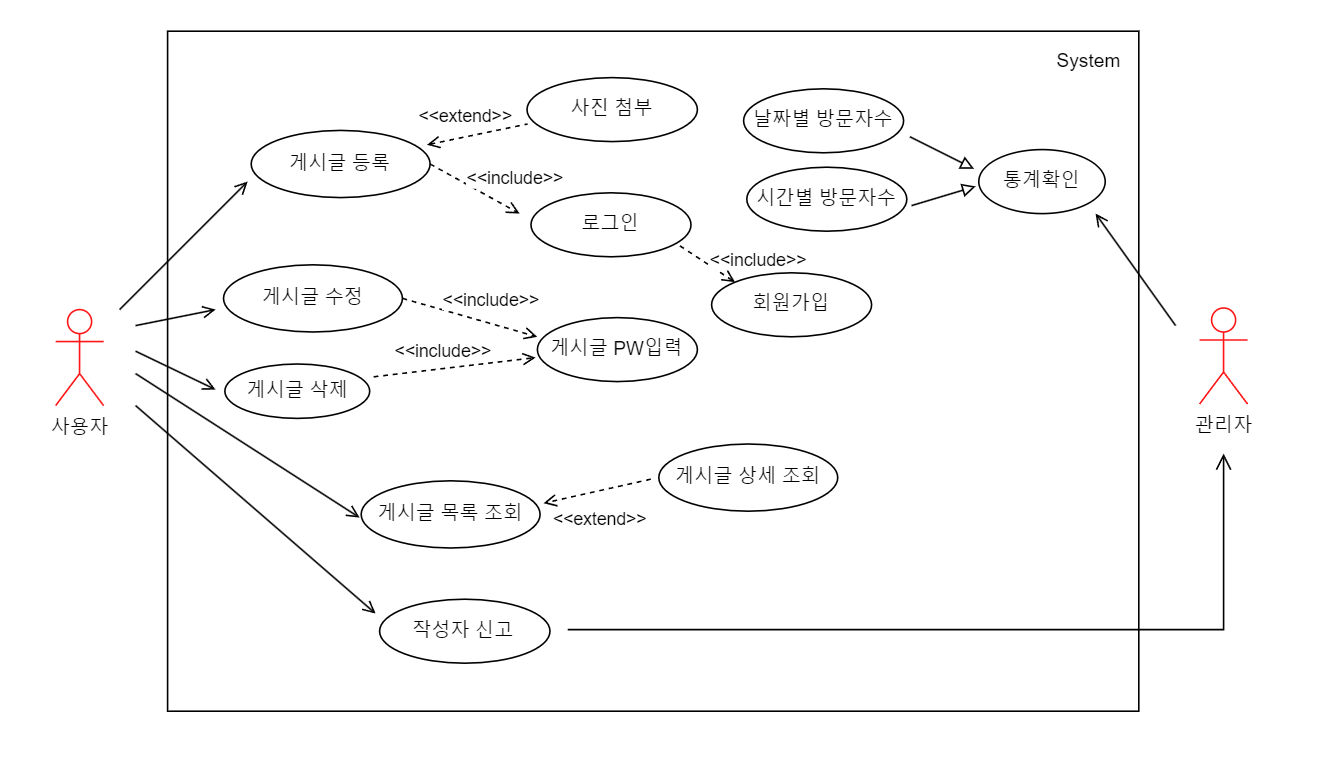 System
사진 첨부
날짜별 방문자수
<<extend>>
게시글 등록
<<include>>
통계확인
시간별 방문자수
로그인
<<include>>
게시글 수정
<<include>>
회원가입
<<include>>
게시글 PW입력
게시글 삭제
사용자
관리자
게시글 상세 조회
게시글 목록 조회
<<extend>>
작성자 신고